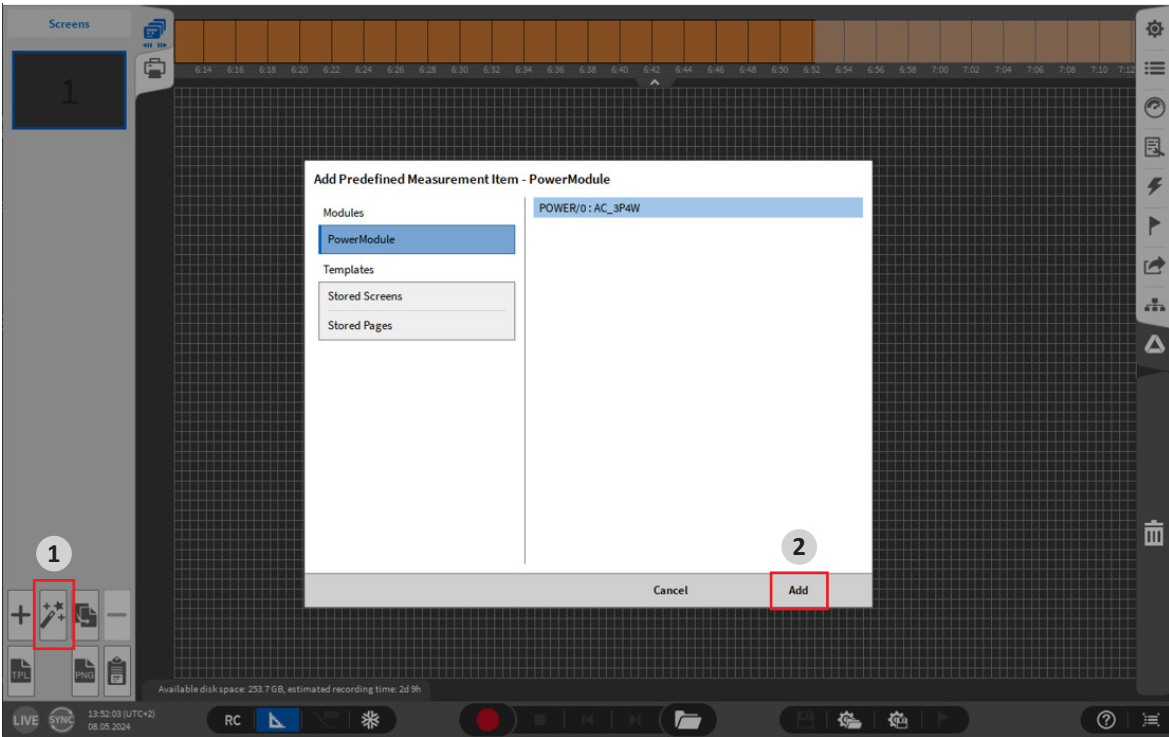 Screens
1
6:14 6:16 6:18 6:20 6:22 6:24 6:26 6:28 6:30 6:32 6:34 6:36 6:38 6:40 6:42 6:44 6:46 6:48 6:50 6:52 6:54 6:56 6:58 7:00 7:02 7:04 7:06 7:08 7:10 7:12
Add Predefined Measurement Item - PowerModule
Modules
PowerModule
Templates
Stored Screens
Stored Pages
POWER/0 : AC_3P4W
1
2
Cancel
Add
TPL
PNG
Available disk space: 253.7 GB, estimated recording time: 2d 9h
LIVE
SYNC
13:52:03 (UTC+2)
08.05.2024
RC